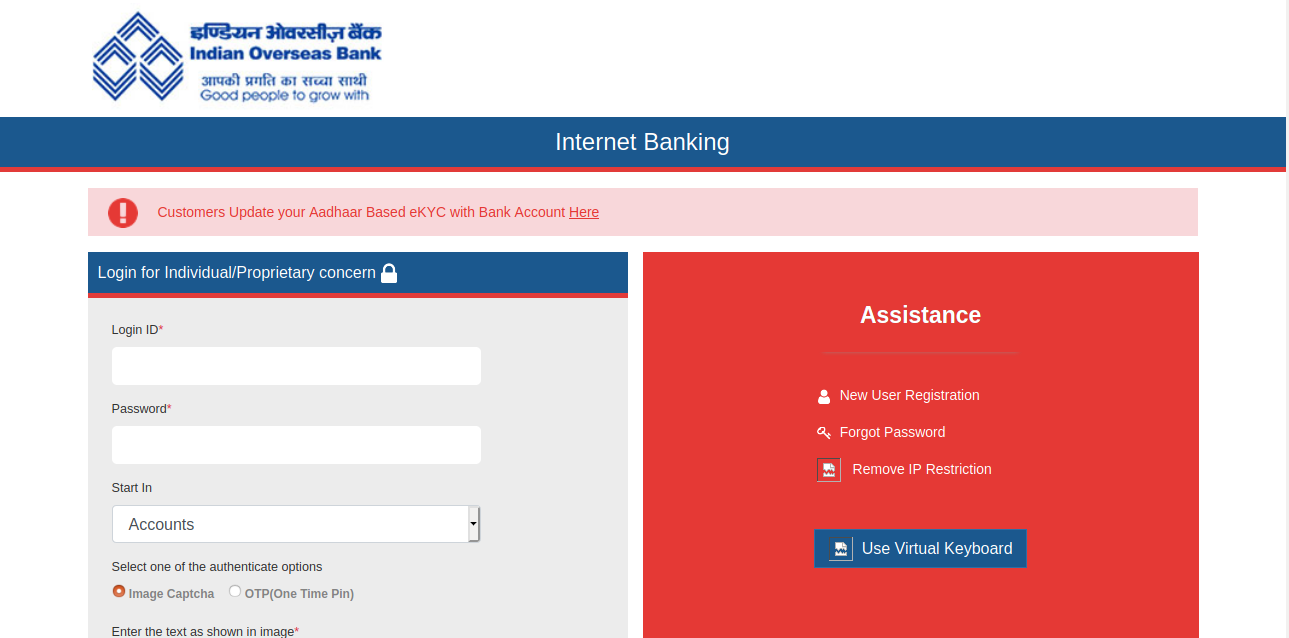 इण्डियन ओवरसीज़ बैंक
Indian Overseas Bank
आपकी प्रगति का सच्चा साथी
Good people to grow with
Internet Banking
Customers Update your Aadhaar Based eKYC with Bank Account Here
Login for Individual/Proprietary concern
Login ID*
Password*
Start In
Accounts
Select one of the authenticate options
Image Captcha OTP(One Time Pin)
Enter the text as shown in image*
Assistance
New User Registration
Forgot Password
Remove IP Restriction
Use Virtual Keyboard